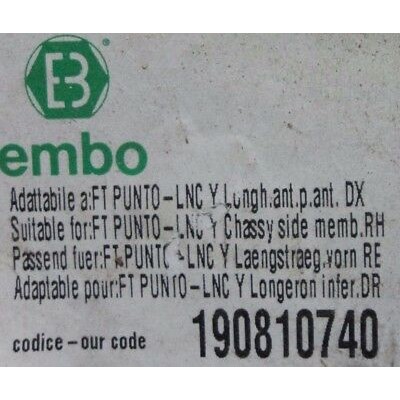 EB
embo
Adattabile a:FT PUNTO-LNC Y Longh.ant.p.ant. DX
Suitable for:FT PUNTO-LNC Y Chassy side memb.RH
Passend fuer:FT PUNTO-LNC Y Laengstraeg.vorn RE
Adaptable pour:FT PUNTO-LNC Y Longeron infer.DR
codice - our code 190810740